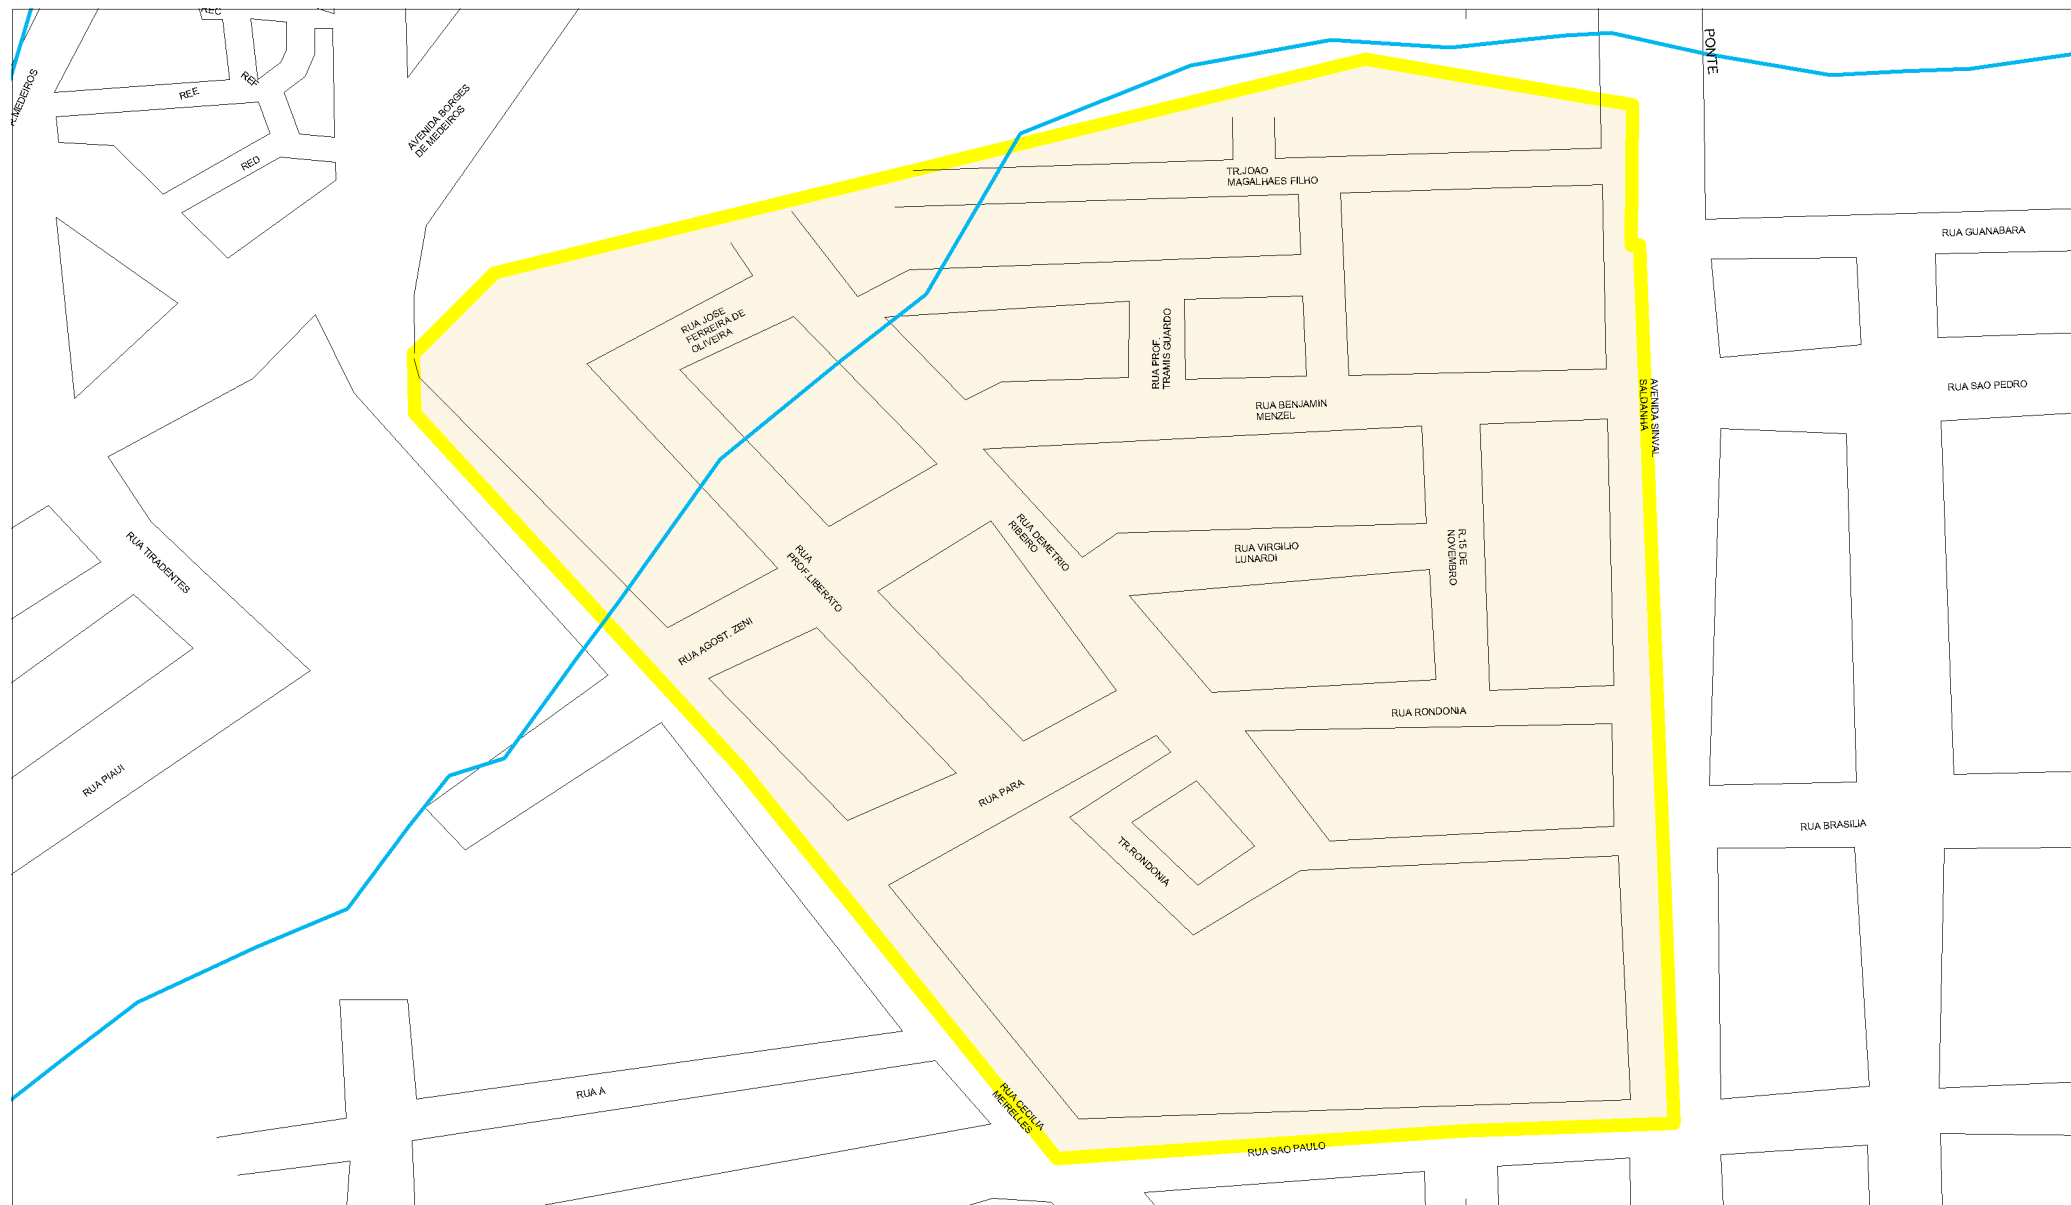 REC
PONTE
REF
REE
R.MEDEIROS
AVENIDA BORGES
DE MEDEIROS
RED
TR.JOAO
MAGALHAES FILHO
RUA GUANABARA
RUA JOSE
FERREIRA DE
OLIVEIRA
RUA PROF.
TRAMIS GUARDO
RUA SAO PEDRO
RUA BENJAMIN
MENZEL
AVENIDA SINVAL
SALDANHA
RUA TIRADENTES
RUA DEMETRIO
RIBEIRO
RUA VIRGILIO
LUNARDI
R.15 DE
NOVEMBRO
RUA
PROF.LIBERATO
RUA AGOST. ZENI
RUA RONDONIA
RUA PIAUI
RUA PARA
RUA BRASILIA
TR.RONDONIA
RUA A
RUA CECILIA
MEIRELLES
RUA SAO PAULO